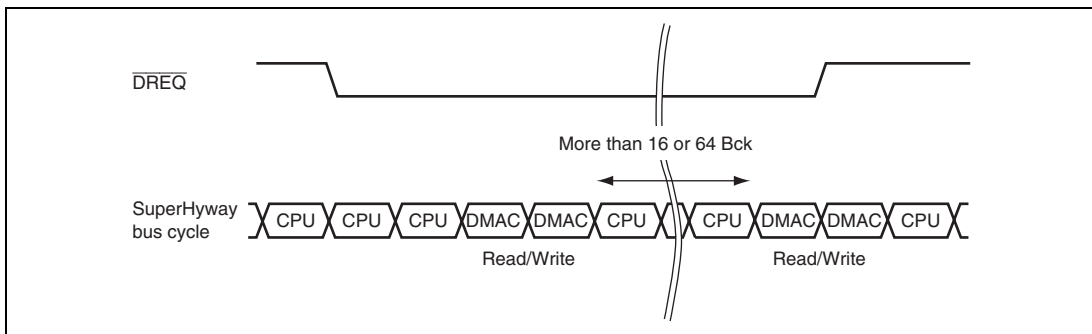 DREQ
More than 16 or 64 Bck
SuperHyway
bus cycle
CPU CPU CPU DMAC DMAC CPU CPU DMAC DMAC CPU
Read/Write Read/Write